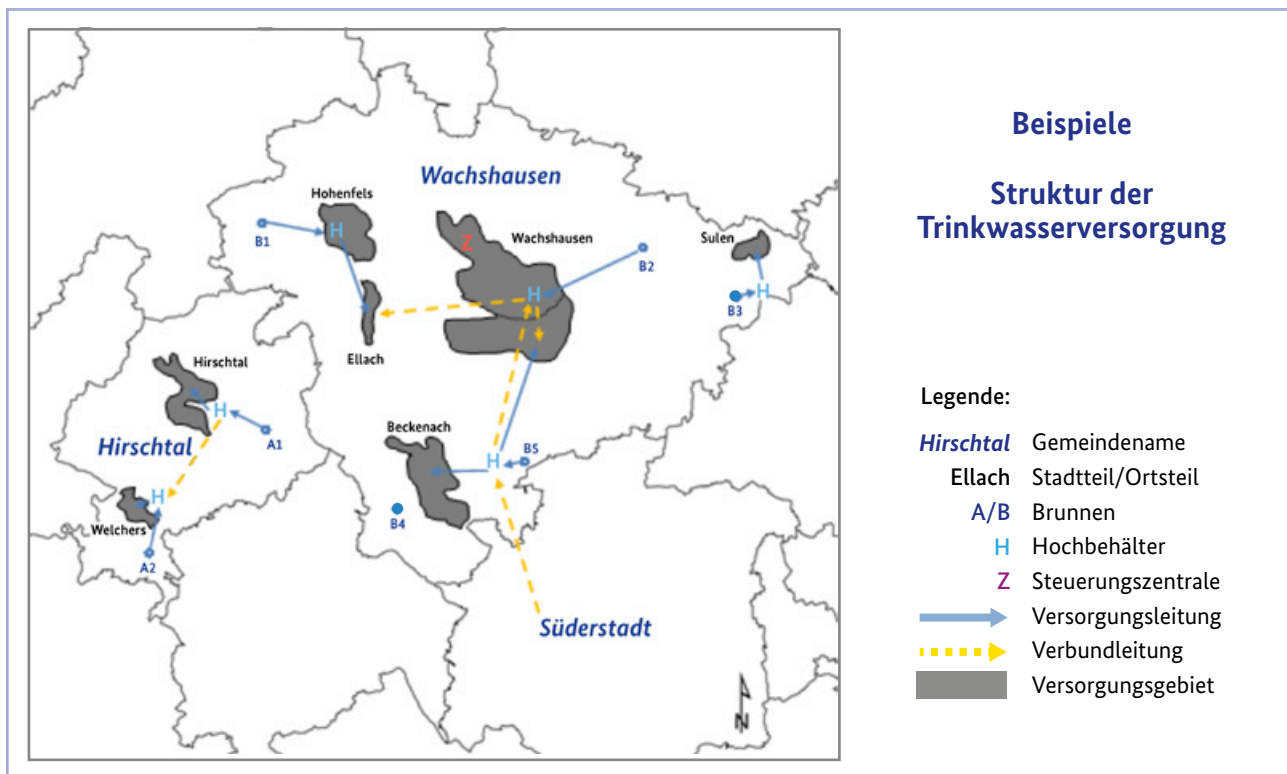 Wachshausen
Hohenfels
H
B1
Z
Wachshausen
B2
Sulen
H
B3
H
Ellach
Hirschtal
H
A1
Hirschtal
Beckenach
H
B5
B4
H
Welchers
A2
Süderstadt
N
Beispiele
Struktur der
Trinkwasserversorgung
Legende:
Hirschtal Gemeindename
Ellach Stadtteil/Ortsteil
A/B Brunnen
H Hochbehälter
Z Steuerungszentrale
Versorgungsleitung
Verbundleitung
Versorgungsgebiet